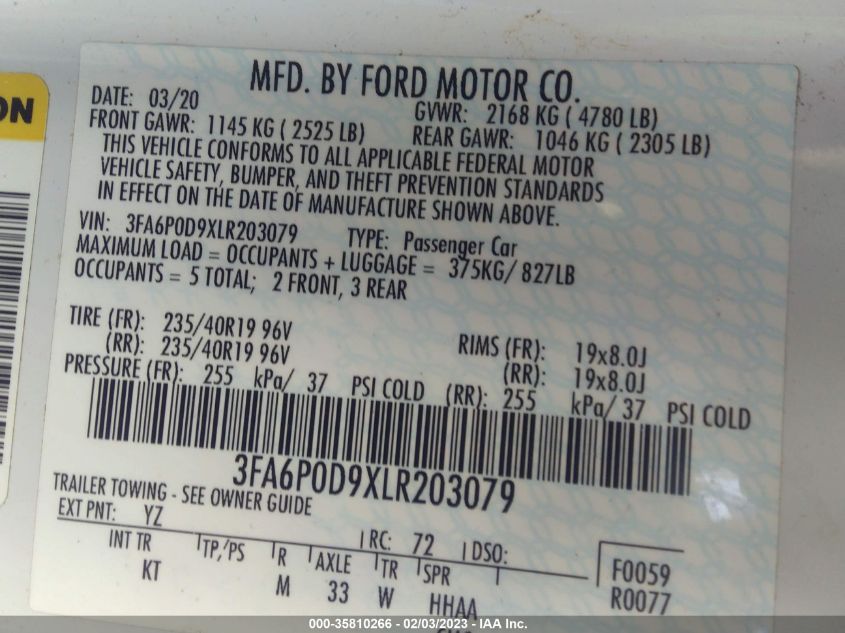 ON
MFD. BY FORD MOTOR CO.
DATE: 03/20 GVWR: 2168 KG ( 4780 LB)
FRONT GAWR: 1145 KG ( 2525 LB) REAR GAWR: 1046 KG ( 2305 LB)
THIS VEHICLE CONFORMS TO ALL APPLICABLE FEDERAL MOTOR
VEHICLE SAFETY, BUMPER, AND THEFT PREVENTION STANDARDS
IN EFFECT ON THE DATE OF MANUFACTURE SHOWN ABOVE.
VIN: 3FA6P0D9XLR203079 TYPE: Passenger Car
MAXIMUM LOAD = OCCUPANTS + LUGGAGE = 375KG/ 827LB
OCCUPANTS = 5 TOTAL; 2 FRONT, 3 REAR
TIRE (FR): 235/40R19 96V RIMS (FR): 19x8.0J
(RR): 235/40R19 96V (RR): 19x8.0J
PRESSURE (FR): 255 kPa/ 37 PSI COLD (RR): 255 kPa/ 37 PSI COLD
3FA6P0D9XLR203079
TRAILER TOWING - SEE OWNER GUIDE
EXT PNT: YZ RC: 72 DSO:
INT TR TP/PS R AXLE TR SPR F0059
KT M 33 W HHAA R0077
000-35810266 - 02/03/2023 - IAA Inc.